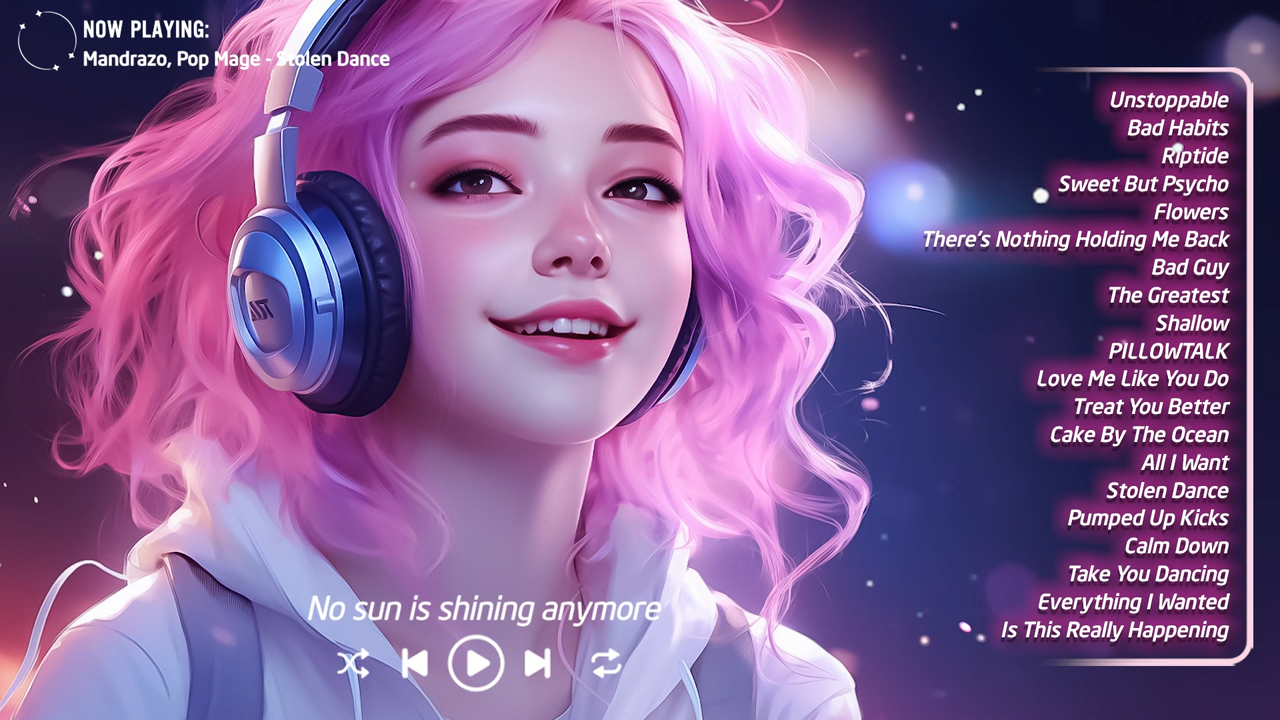 NOW PLAYING:
Mandrazo, Pop Mage - Stolen Dance
Unstoppable
Bad Habits
Riptide
Sweet But Psycho
Flowers
There's Nothing Holding Me Back
Bad Guy
The Greatest
Shallow
PILLOWTALK
Love Me Like You Do
Treat You Better
Cake By The Ocean
All I Want
Stolen Dance
Pumped Up Kicks
Calm Down
Take You Dancing
Everything I Wanted
Is This Really Happening
No sun is shining anymore